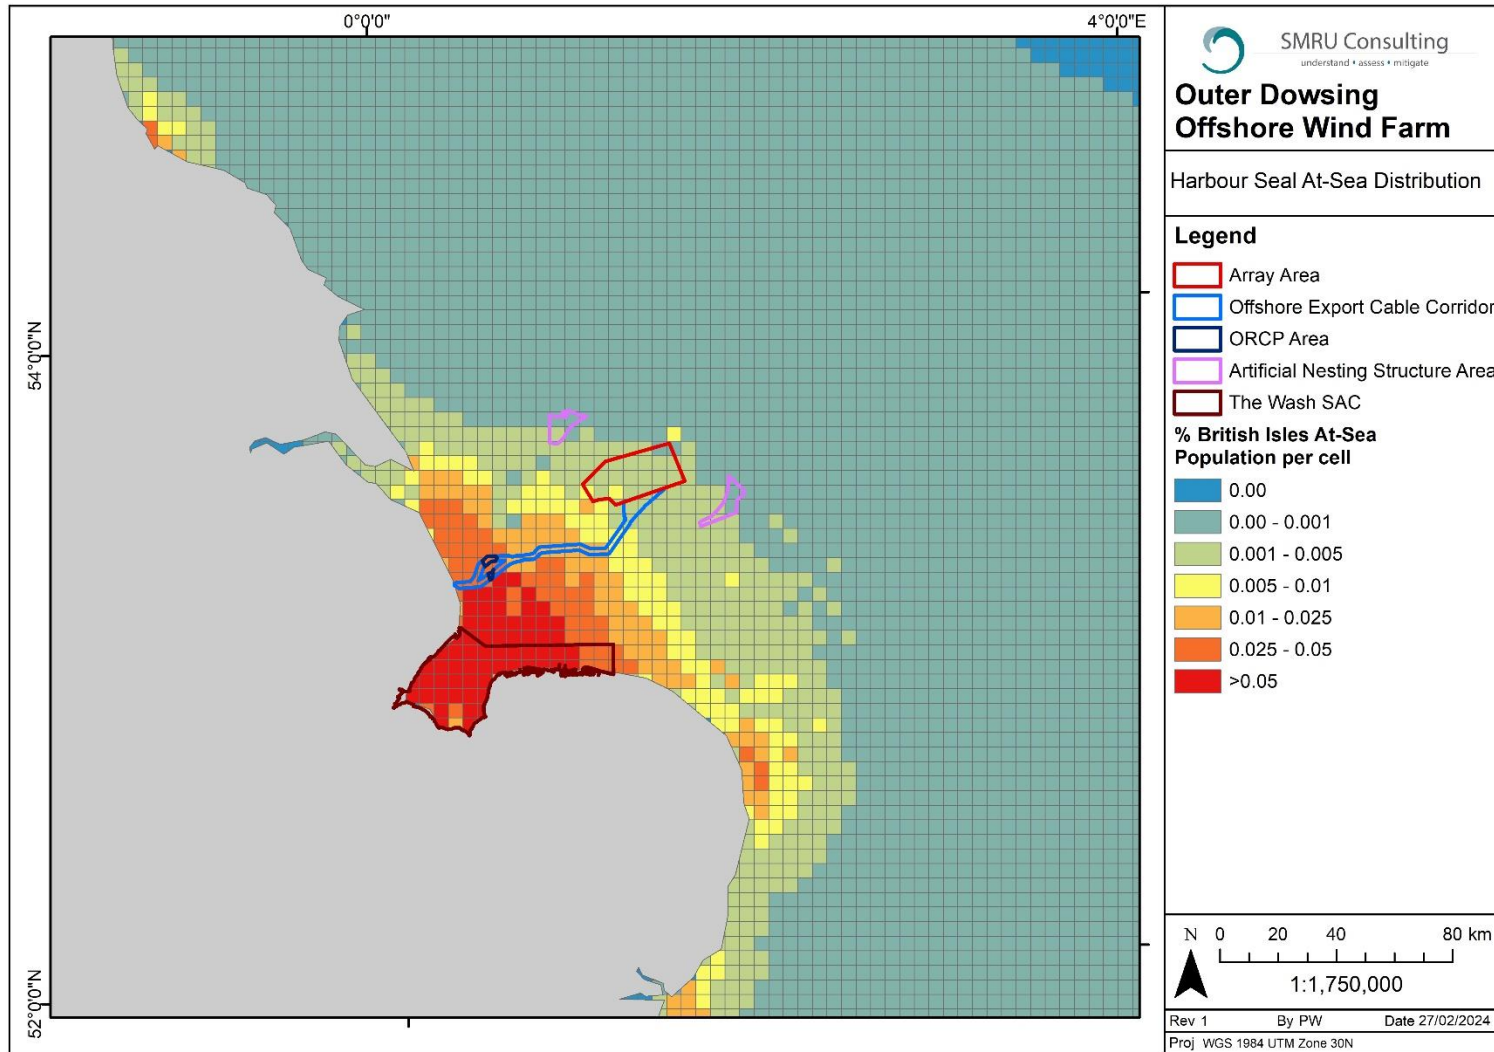 0°0'0"
4°0'0"E
54°0'0"N
52°0'0"N
SMRU Consulting
understand • assess • mitigate
Outer Dowsing
Offshore Wind Farm
Harbour Seal At-Sea Distribution
Legend
Array Area
Offshore Export Cable Corridor
ORCP Area
Artificial Nesting Structure Area
The Wash SAC
% British Isles At-Sea
Population per cell
0.00
0.00 - 0.001
0.001 - 0.005
0.005 - 0.01
0.01 - 0.025
0.025 - 0.05
>0.05
N 0 20 40 80 km
1:1,750,000
Rev 1 By PW Date 27/02/2024
Proj WGS 1984 UTM Zone 30N